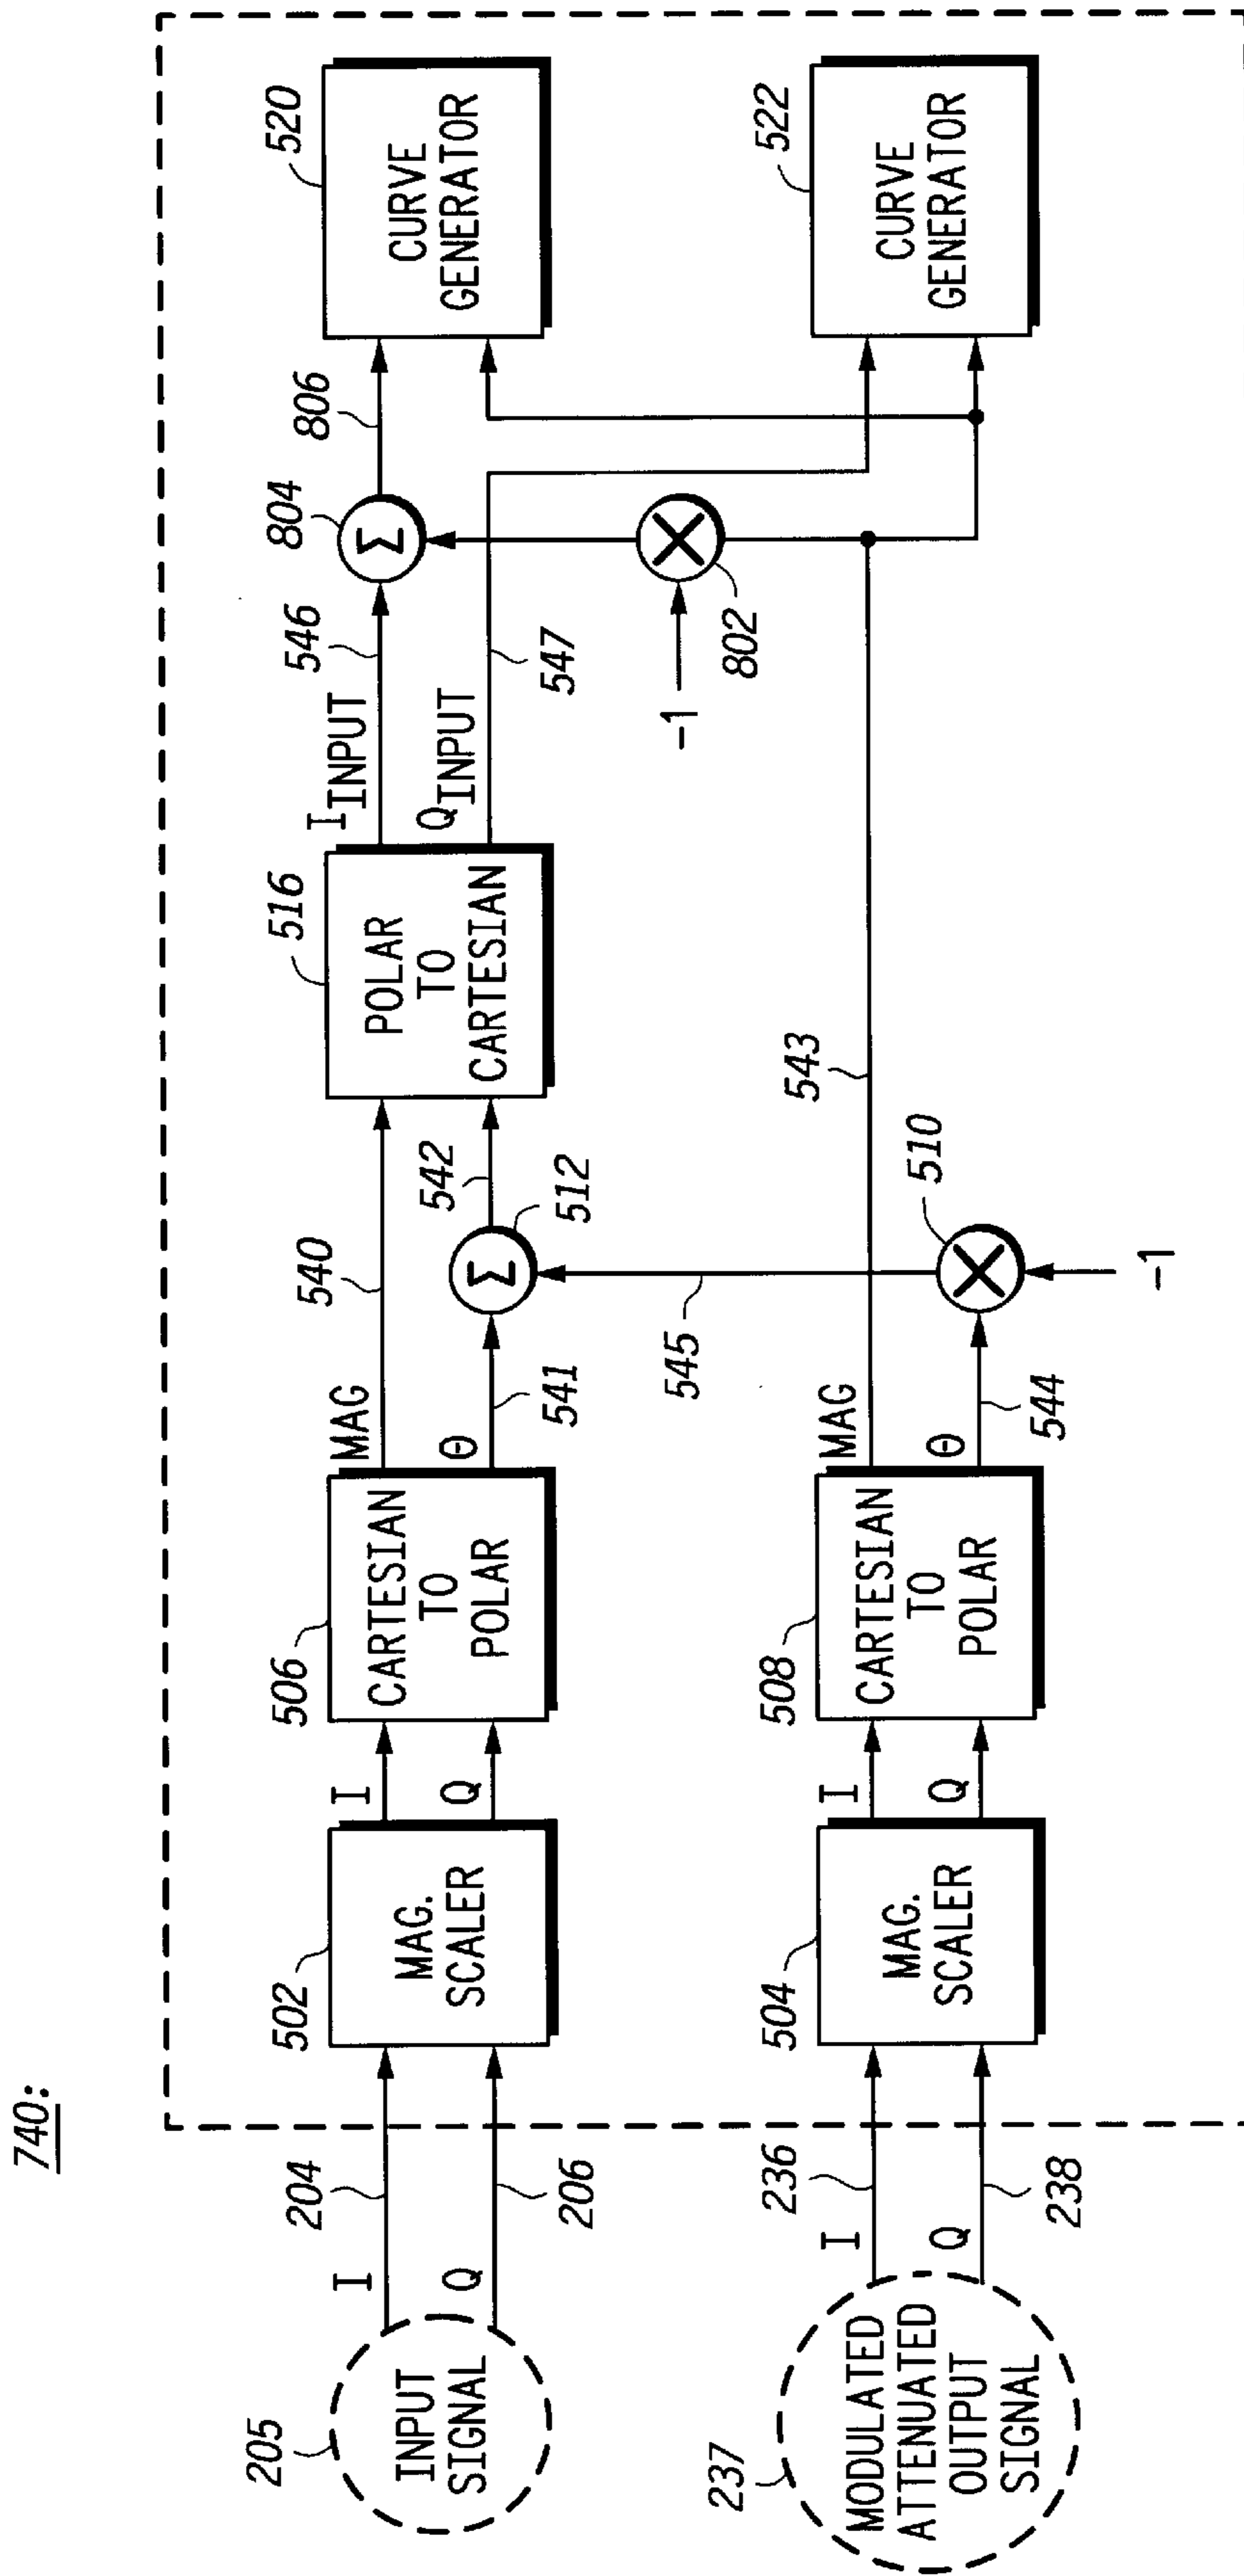 740:
205
INPUT
SIGNAL
I
204
Q
206
502
MAG.
SCALER
I
Q
506
CARTESIAN
TO
POLAR
MAG
540
Θ
541
542
Σ
512
516
POLAR
TO
CARTESIAN
I INPUT
546
Q INPUT
547
804
Σ
806
520
CURVE
GENERATOR
237
MODULATED
ATTENUATED
OUTPUT
SIGNAL
I
236
Q
238
504
MAG.
SCALER
I
Q
508
CARTESIAN
TO
POLAR
MAG
543
Θ
544
545
510
-1
-1
802
522
CURVE
GENERATOR